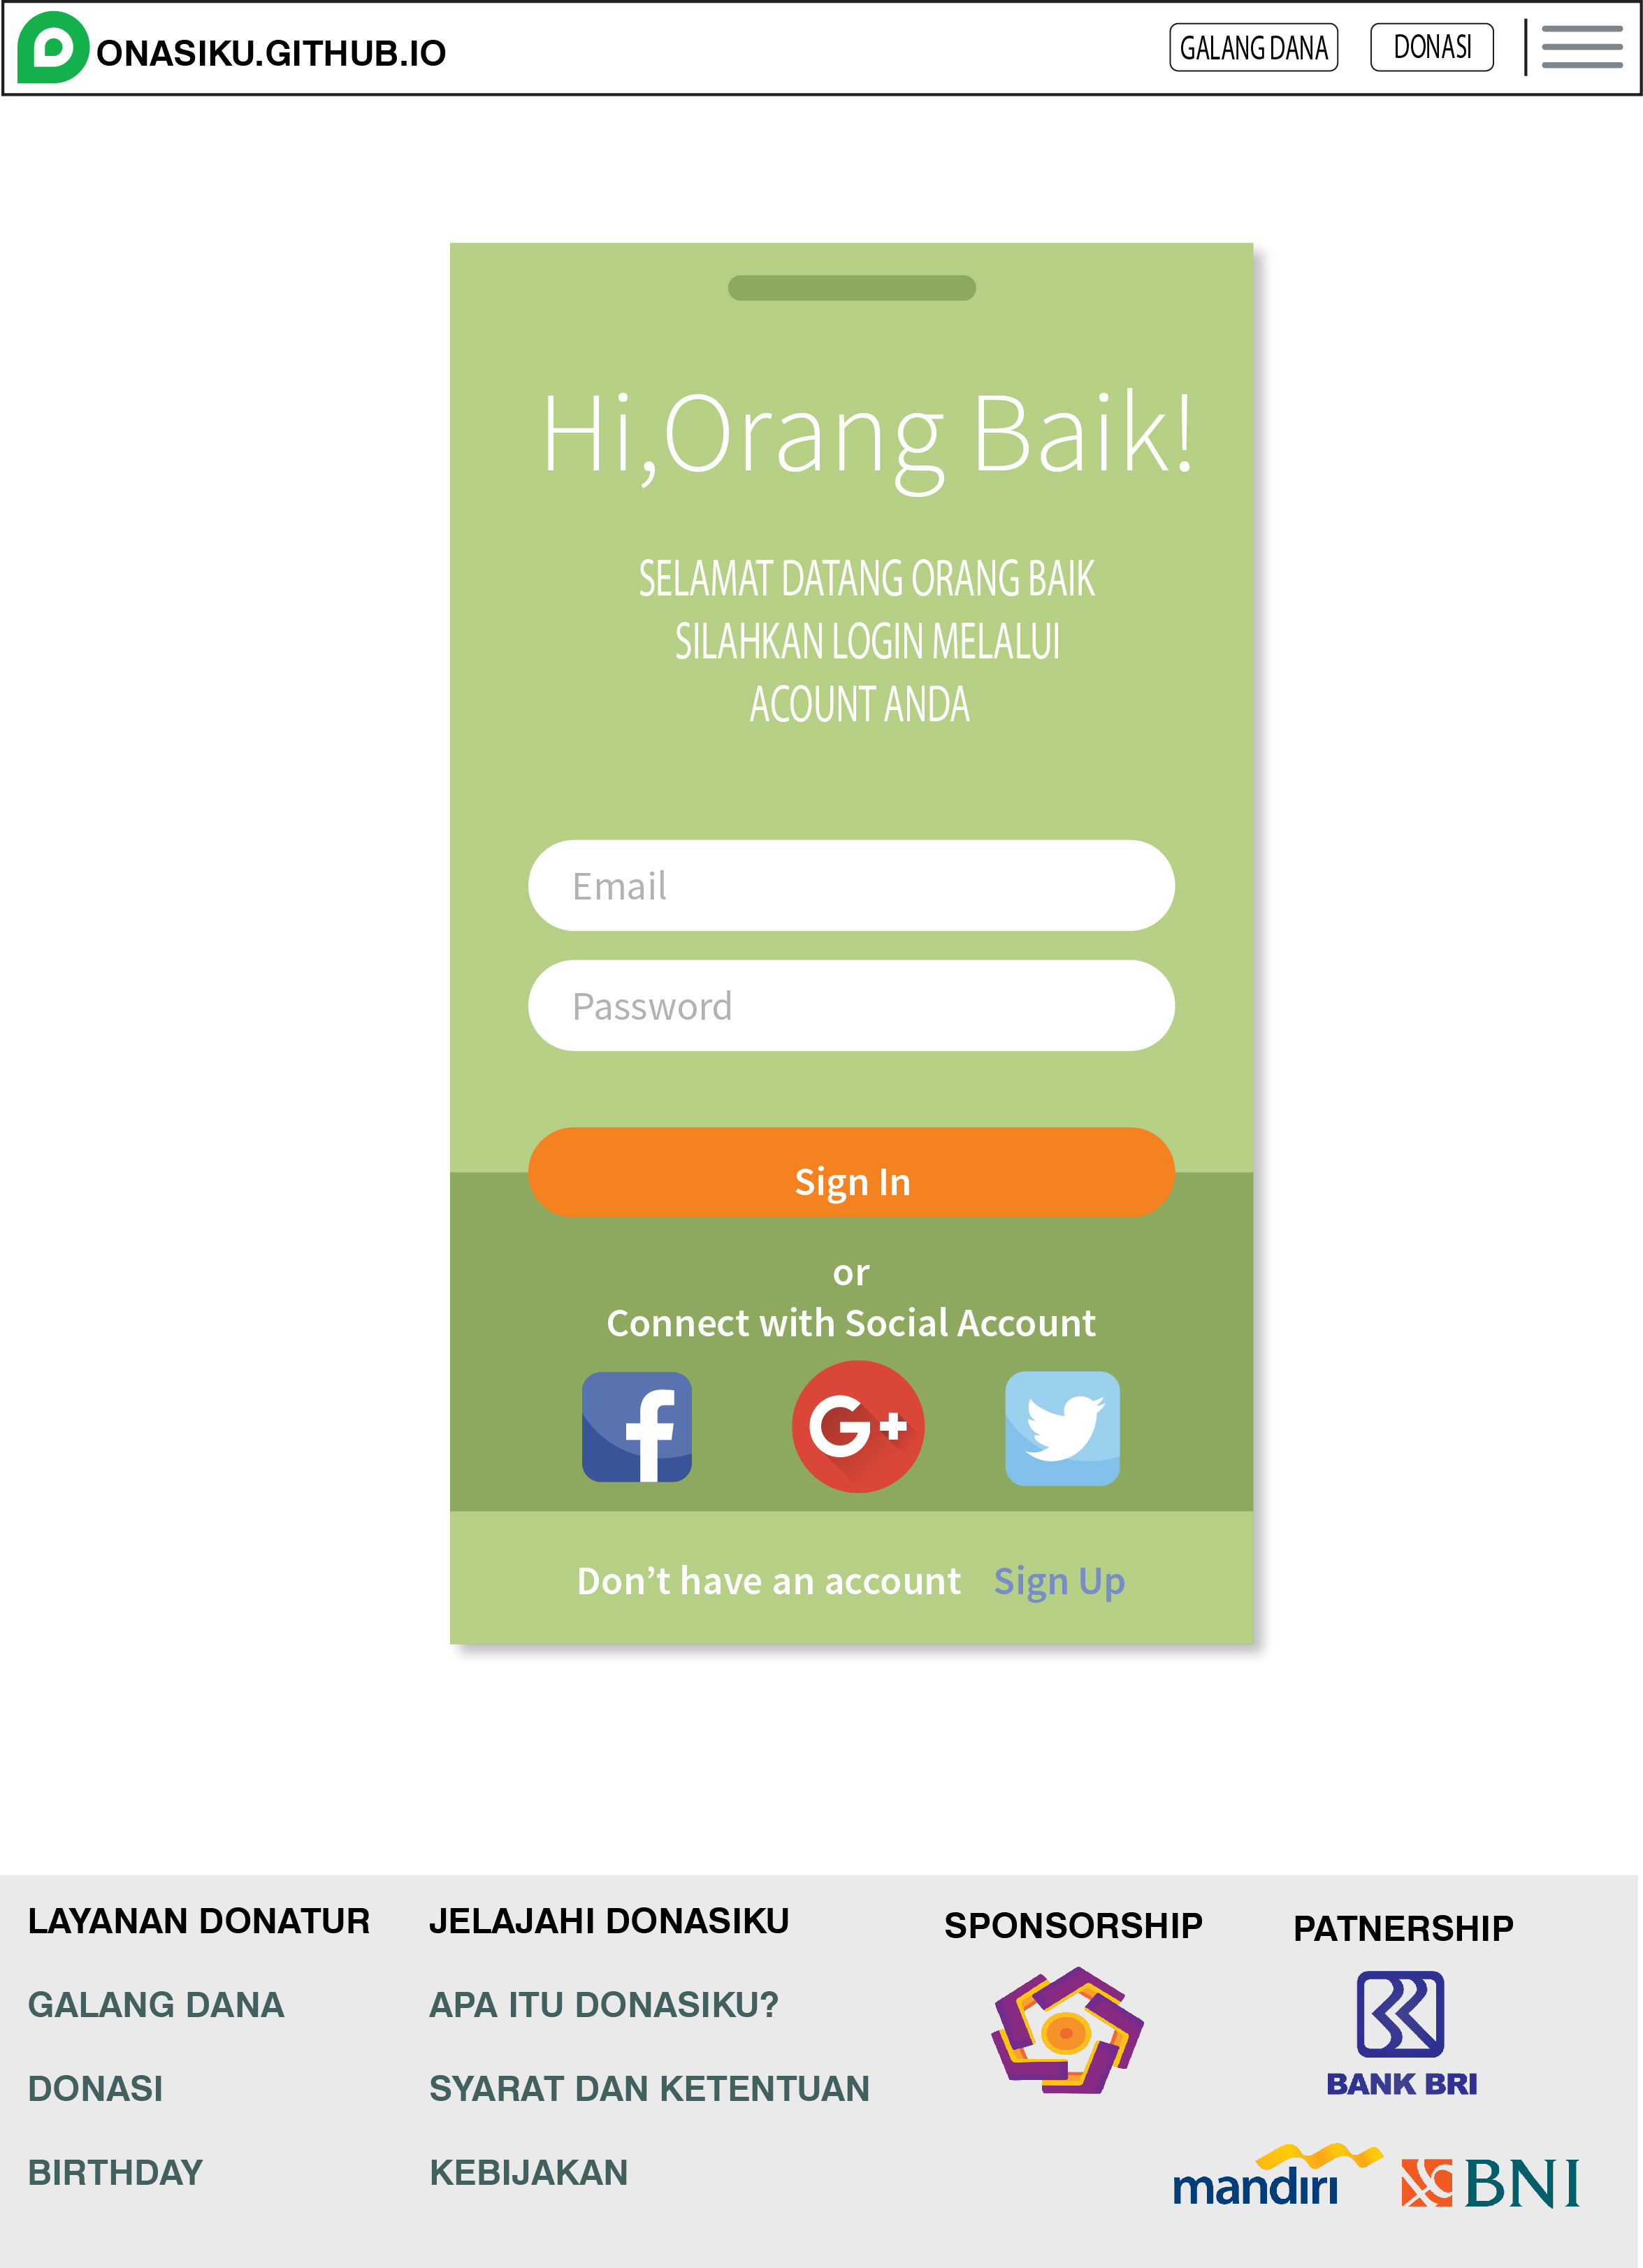 ONASIKU.GITHUB.IO
GALANG DANA
DONASI
Hi,Orang Baik!
SELAMAT DATANG ORANG BAIK
SILAHKAN LOGIN MELALUI
ACOUNT ANDA
Email
Password
Sign In
or
Connect with Social Account
f
G+
Don’t have an account Sign Up
LAYANAN DONATUR
GALANG DANA
DONASI
BIRTHDAY
JELAJAHI DONASIKU
APA ITU DONASIKU?
SYARAT DAN KETENTUAN
KEBIJAKAN
SPONSORSHIP
PATNERSHIP
BANK BRI
mandiri
BNI